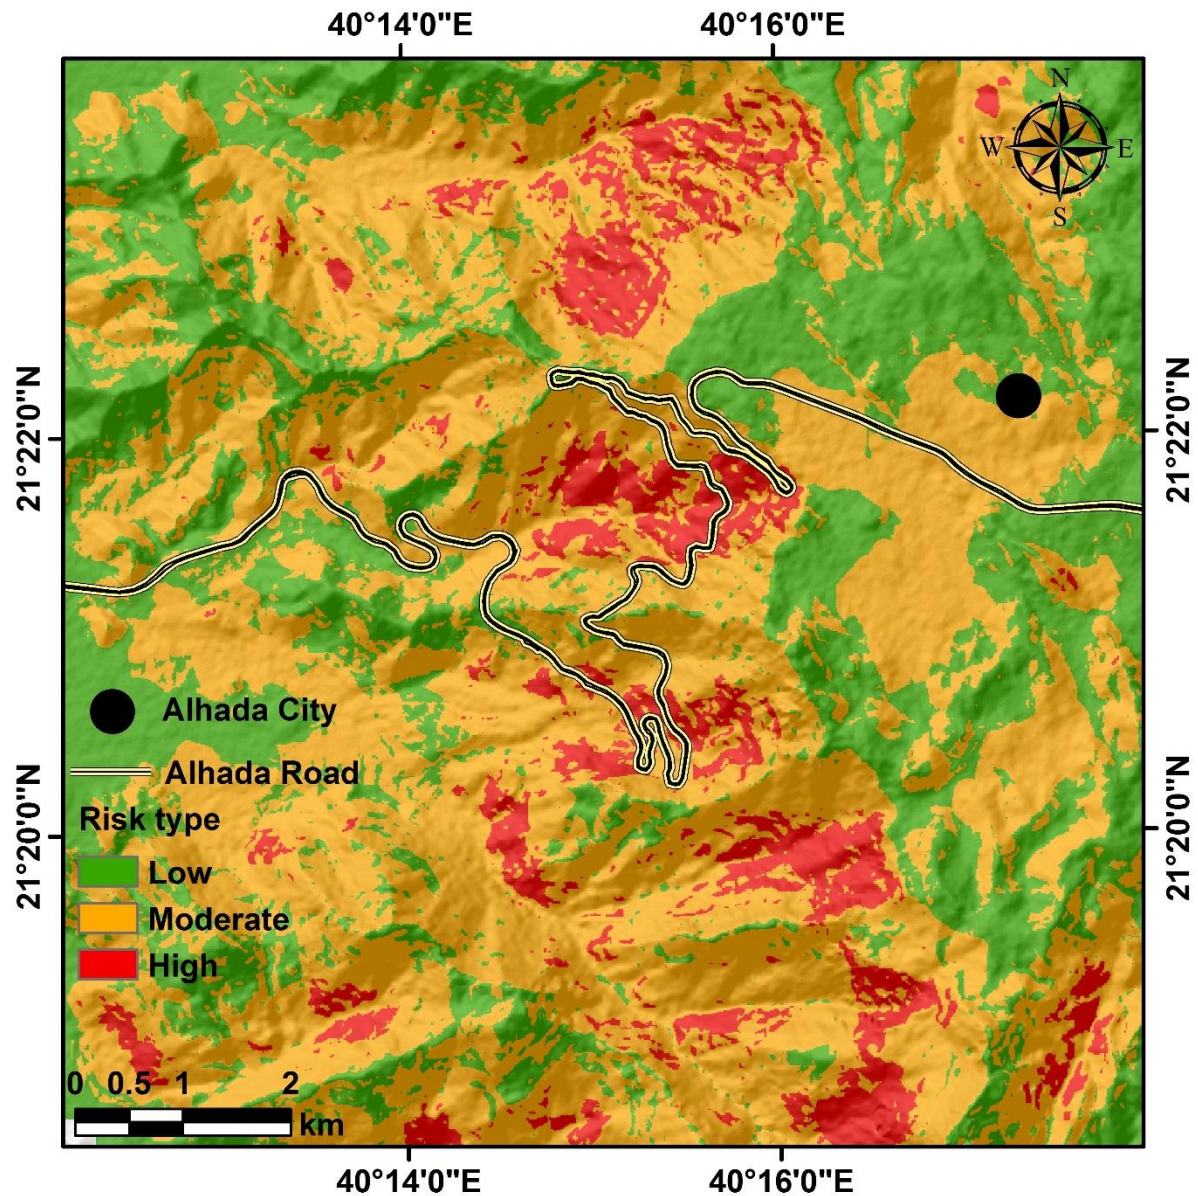 40°14'0"E 40°16'0"E
N
W E
S
21°22'0"N 21°22'0"N
Alhada City
Alhada Road
Risk type
21°20'0"N 21°20'0"N
Low
Moderate
High
0 0.5 1 2
km
40°14'0"E 40°16'0"E